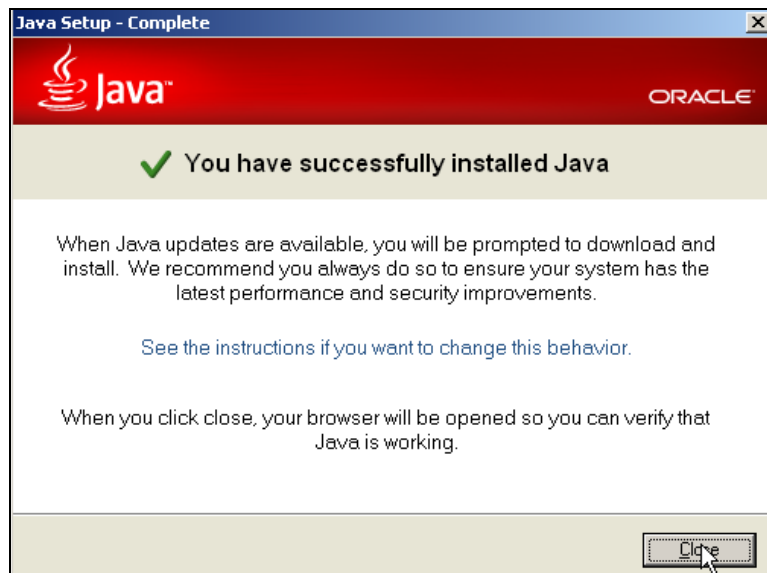 Java Setup - Complete
Java™
ORACLE
You have successfully installed Java
When Java updates are available, you will be prompted to download and
install. We recommend you always do so to ensure your system has the
latest performance and security improvements.
See the instructions if you want to change this behavior.
When you click close, your browser will be opened so you can verify that
Java is working.
Close